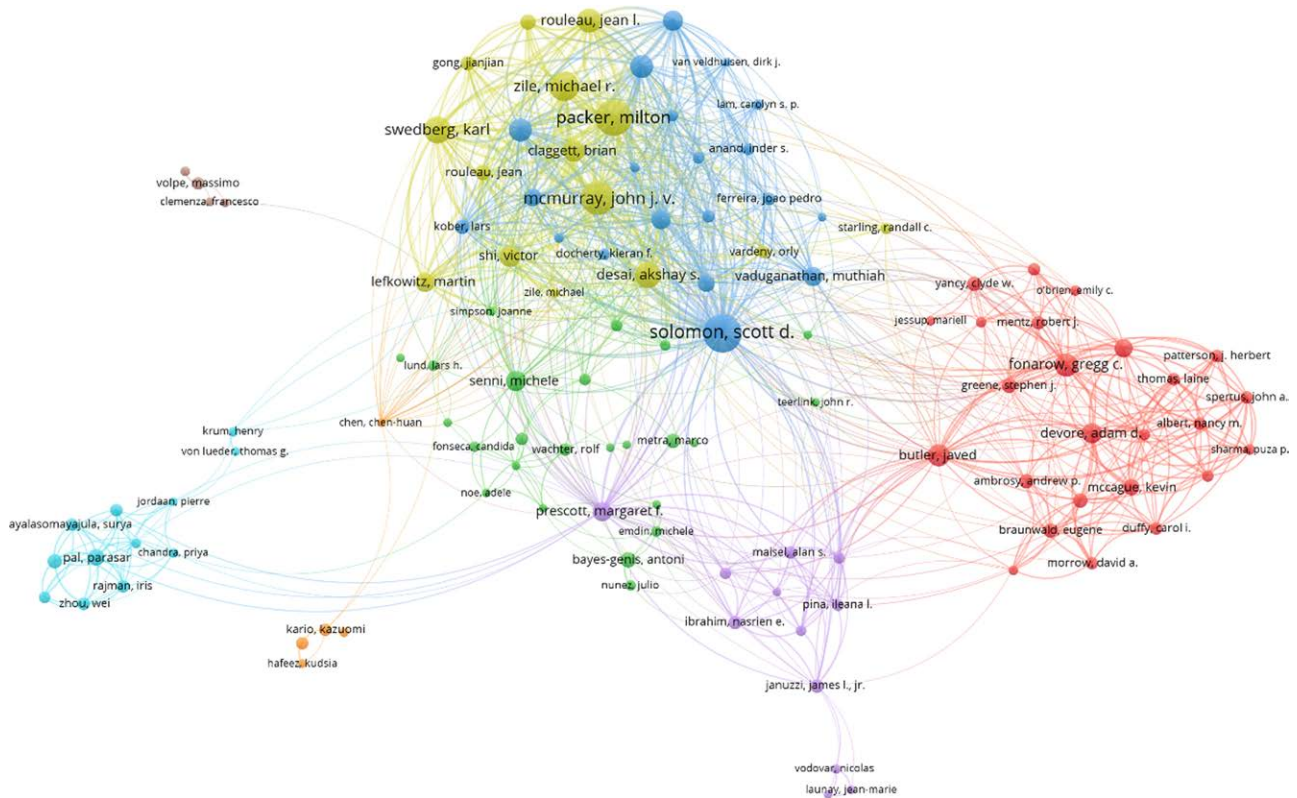 rouleau, jean l.
gong, jianjian
van veldhuisen, dirk j.
zile, michael r.
lam, carolyn s. p.
packer, milton
swedberg, karl
claggett, brian
anand, inder s.
rouleau, jean
volpe, massimo
mcmurray, john j. v.
ferreira, joao pedro
clemenza, francesco
kober, lars
starling, randall c.
docherty, kieran f.
vardeny, orly
shi, victor
desai, akshay s.
vaduganathan, muthiah
lefkowitz, martin
yancy, clyde w.
zile, michael
o'brien, emily c.
simpson, joanne
jessup, mariell
mentz, robert j.
solomon, scott d.
patterson, j. herbert
lund, lars h.
fonarow, gregg c.
senni, michele
thomas, laine
greene, stephen j.
spertus, john a.
teerlink, john r.
chen, chen-huan
albert, nancy m.
krum, henry
devore, adam d.
metra, marco
fonseca, candida
wachter, rolf
sharma, puza p.
von lueder, thomas g.
butler, javed
ambrosy, andrew p.
mccague, kevin
noe, adele
jordaan, pierre
prescott, margaret f.
ayalasomayajula, surya
emdin, michele
braunwald, eugene
duffy, carol i.
chandra, priya
maisel, alan s.
pal, parasar
bayes-genis, antoni
morrow, david a.
rajman, iris
nunez, julio
zhou, wei
pina, ileana l.
ibrahim, nasrien e.
kario, kazuomi
hafeez, kudsia
januzzi, james l., jr.
vodovar, nicolas
launay, jean-marie